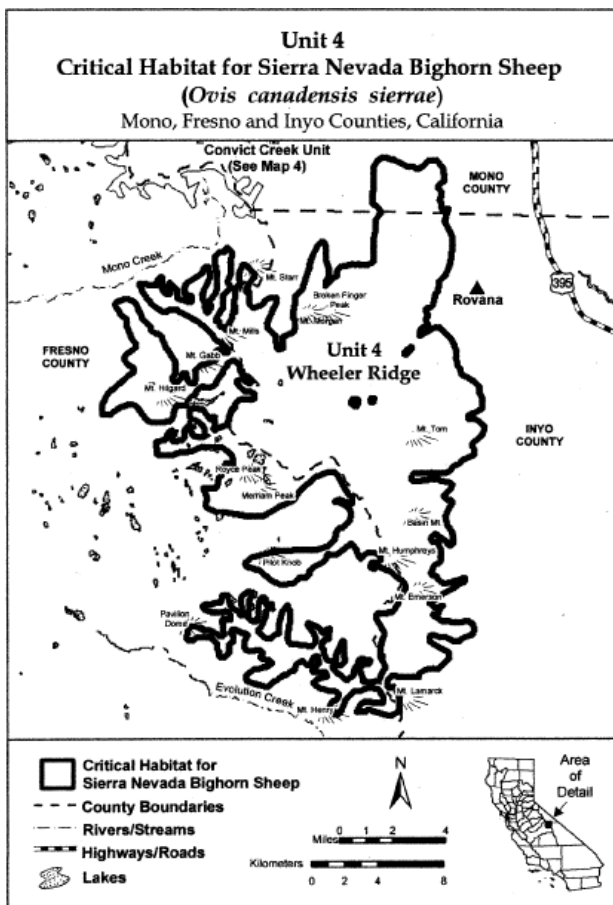 Unit 4
Critical Habitat for Sierra Nevada Bighorn Sheep
(Ovis canadensis sierrae)
Mono, Fresno and Inyo Counties, California
Convict Creek Unit
(See Map 4)
MONO
COUNTY
Mono Creek
Mt. Starr
395
Rovana
Broken Finger
Peak
Mt. Morgan
Mt. Mills
FRESNO
COUNTY
Mt. Gabb
Unit 4
Wheeler Ridge
Mt. Hilgard
Mt. Tom
INYO
COUNTY
Royce Peak
Merriam Peak
Basin Mt.
Mt. Humphreys
Pilot Knob
Mt. Emerson
Pavilion
Dome
Evolution Creek
Mt. Lamarck
Mt. Henry
Critical Habitat for
Sierra Nevada Bighorn Sheep
County Boundaries
Rivers/Streams
Highways/Roads
Lakes
N
Miles
0 1 2 4
Kilometers
0 2 4 8
Area
of
Detail